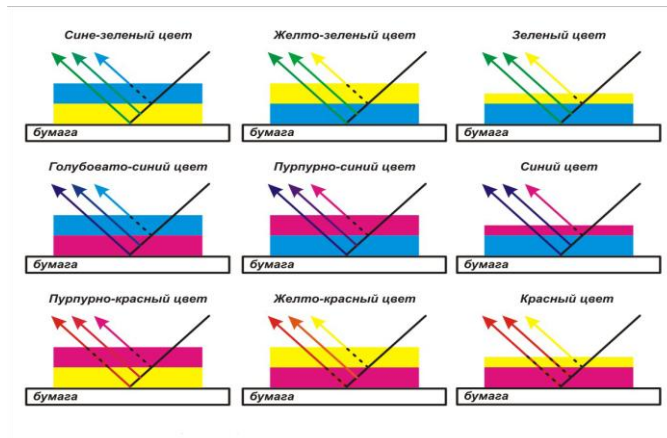 Сине-зеленый цвет
Желто-зеленый цвет
Зеленый цвет
бумага
бумага
бумага
Голубовато-синий цвет
Пурпурно-синий цвет
Синий цвет
бумага
бумага
бумага
Пурпурно-красный цвет
Желто-красный цвет
Красный цвет
бумага
бумага
бумага